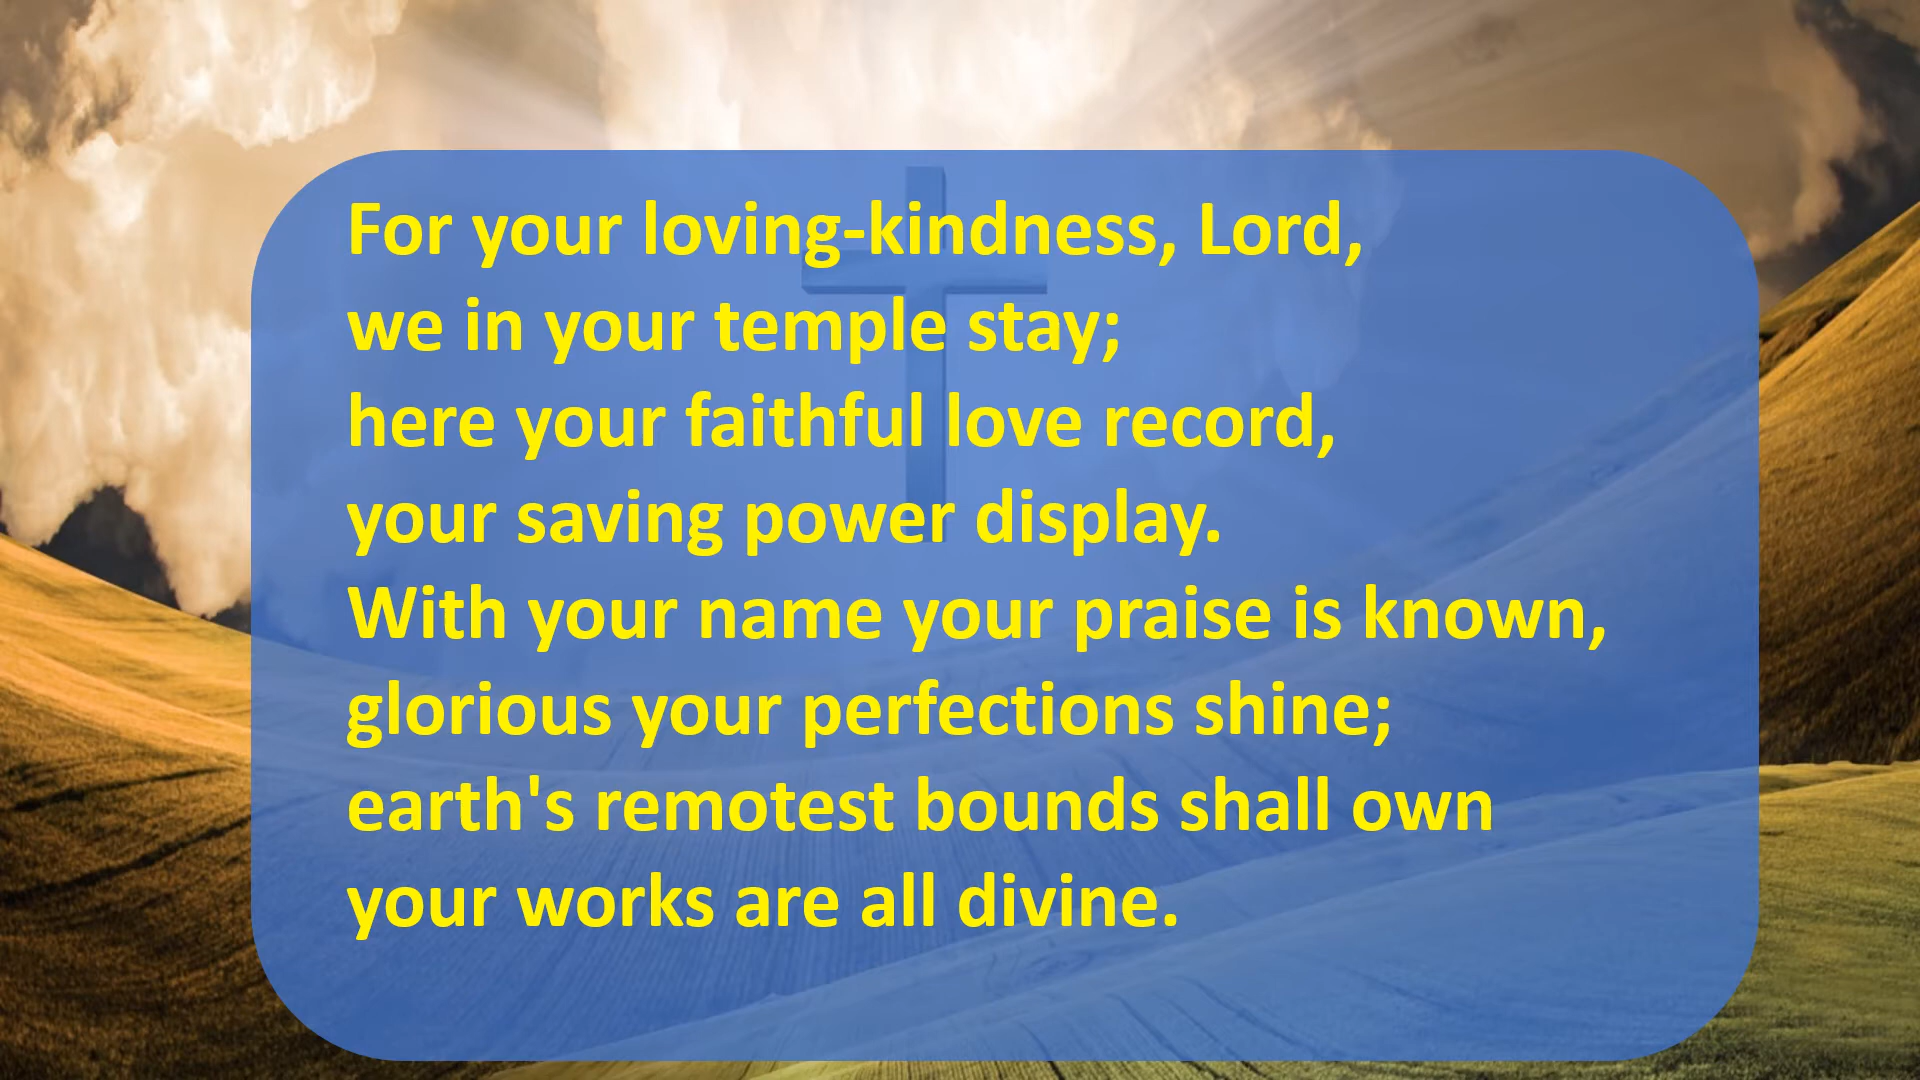 For your loving-kindness, Lord,
we in your temple stay;
here your faithful love record,
your saving power display.
With your name your praise is known,
glorious your perfections shine;
earth's remotest bounds shall own
your works are all divine.